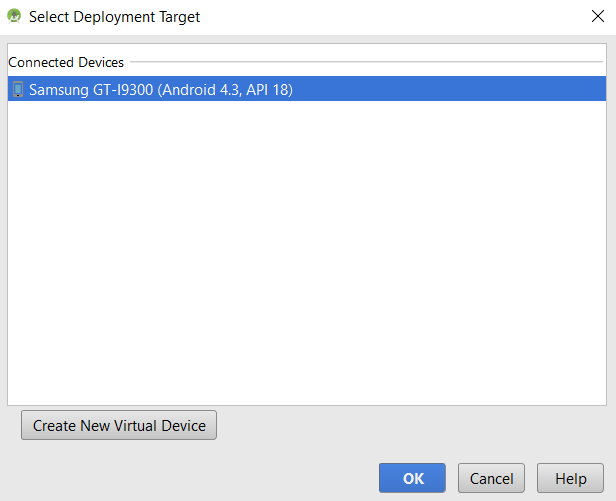 Select Deployment Target
Connected Devices
Samsung GT-I9300 (Android 4.3, API 18)
Create New Virtual Device
OK Cancel Help